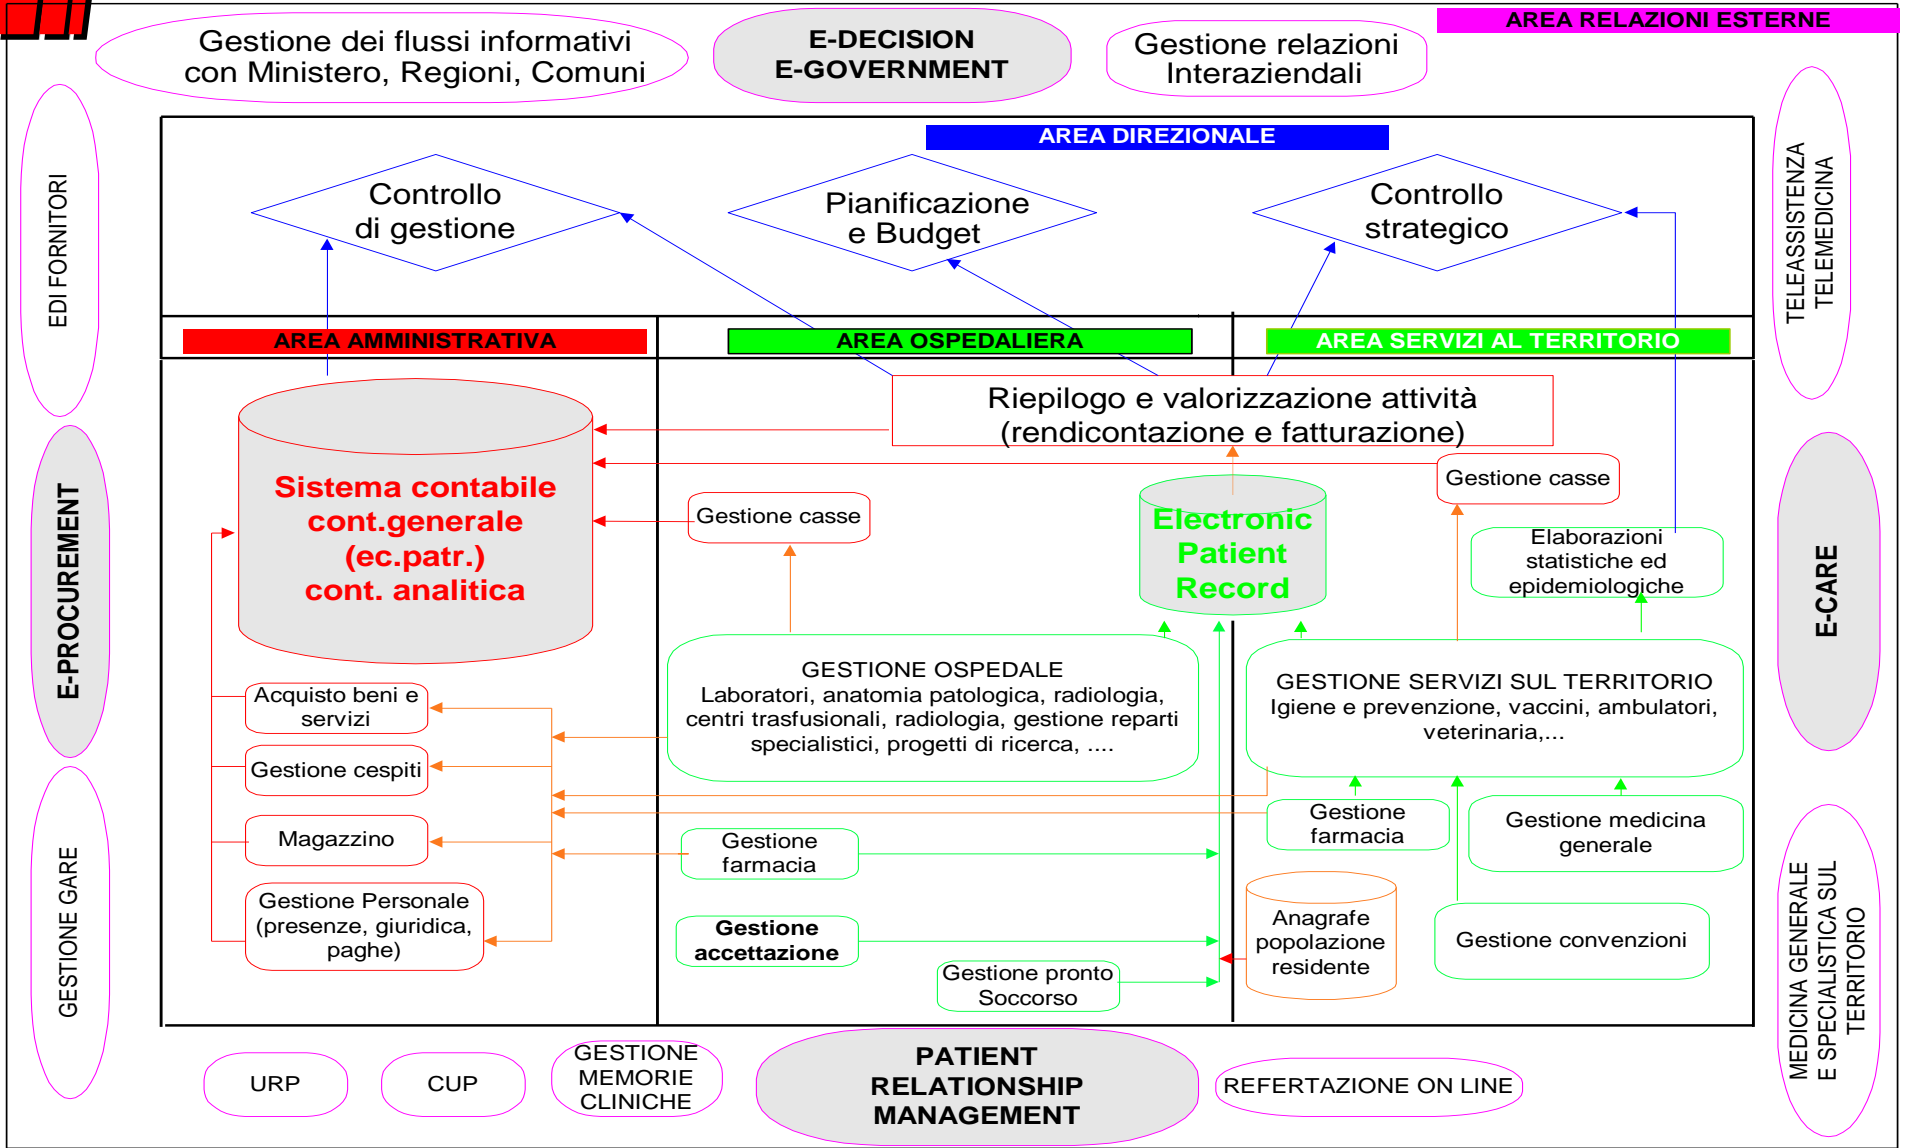 AREA RELAZIONI ESTERNE
Gestione dei flussi informativi
con Ministero, Regioni, Comuni
E-DECISION
E-GOVERNMENT
Gestione relazioni
Interaziendali
AREA DIREZIONALE
Controllo
di gestione
Pianificazione
e Budget
Controllo
strategico
EDI FORNITORI
E-PROCUREMENT
GESTIONE GARE
TELEASSISTENZA
TELEMEDICINA
E-CARE
MEDICINA GENERALE
E SPECIALISTICA SUL
TERRITORIO
AREA AMMINISTRATIVA
AREA OSPEDALIERA
AREA SERVIZI AL TERRITORIO
Riepilogo e valorizzazione attività
(rendicontazione e fatturazione)
Sistema contabile
cont.generale
(ec.patr.)
cont. analitica
Gestione casse
Electronic
Patient
Record
Gestione casse
Elaborazioni
statistiche ed
epidemiologiche
GESTIONE OSPEDALE
Laboratori, anatomia patologica, radiologia,
centri trasfusionali, radiologia, gestione reparti
specialistici, progetti di ricerca, ....
GESTIONE SERVIZI SUL TERRITORIO
Igiene e prevenzione, vaccini, ambulatori,
veterinaria,...
Acquisto beni e
servizi
Gestione cespiti
Magazzino
Gestione Personale
(presenze, giuridica,
paghe)
Gestione
farmacia
Gestione
accettazione
Gestione pronto
Soccorso
Gestione
farmacia
Gestione medicina
generale
Anagrafe
popolazione
residente
Gestione convenzioni
URP
CUP
GESTIONE
MEMORIE
CLINICHE
PATIENT
RELATIONSHIP
MANAGEMENT
REFERTAZIONE ON LINE